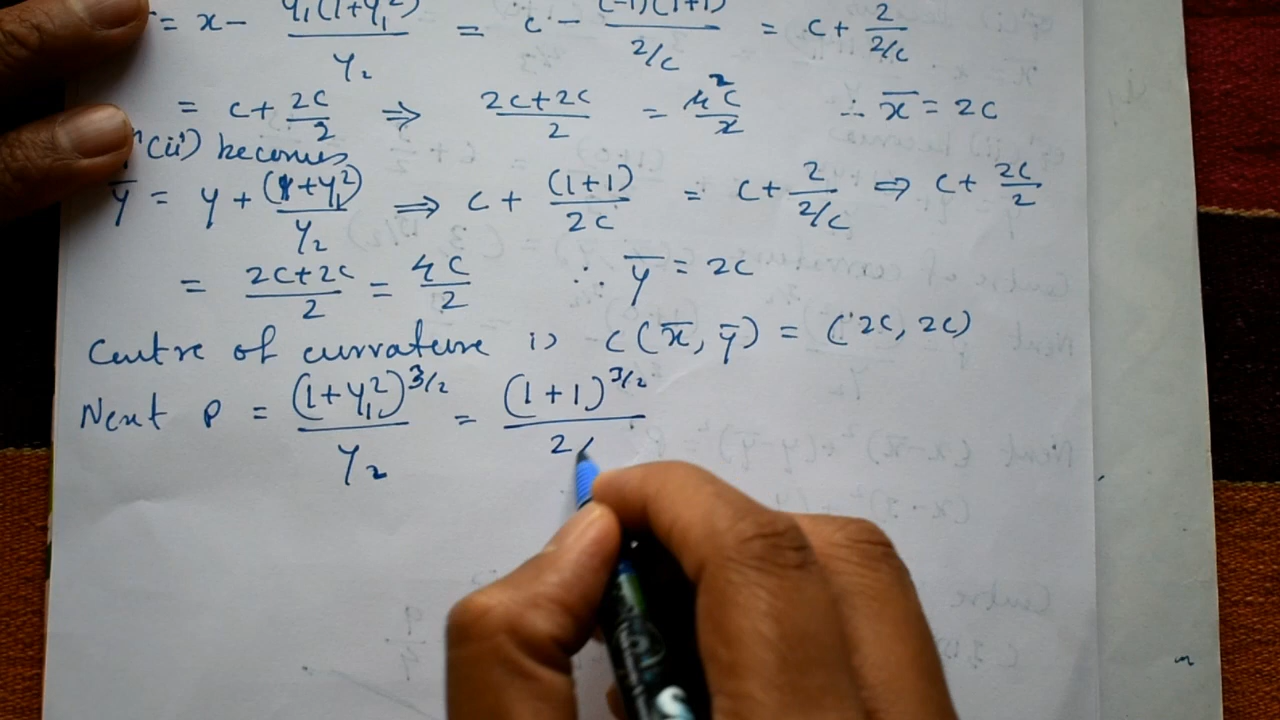 = x - y₁(1+y₁²)/y₂ = c - (-1)(1+1)/2/c = c + 2/2/c
= c + 2c/2 ⇒ 2c+2c/2 = 4c/2 ∴ x̄ = 2c
(ii) becomes
ȳ = y + (1+y₁²)/y₂ ⇒ c + (1+1)/2c = c + 2/2/c ⇒ c + 2c/2
= 2c+2c/2 = 4c/2 ∴ ȳ = 2c
Centre of curvature is c(x̄, ȳ) = (2c, 2c)
Next ρ = (1+y₁²)^3/2/y₂ = (1+1)^3/2/2/